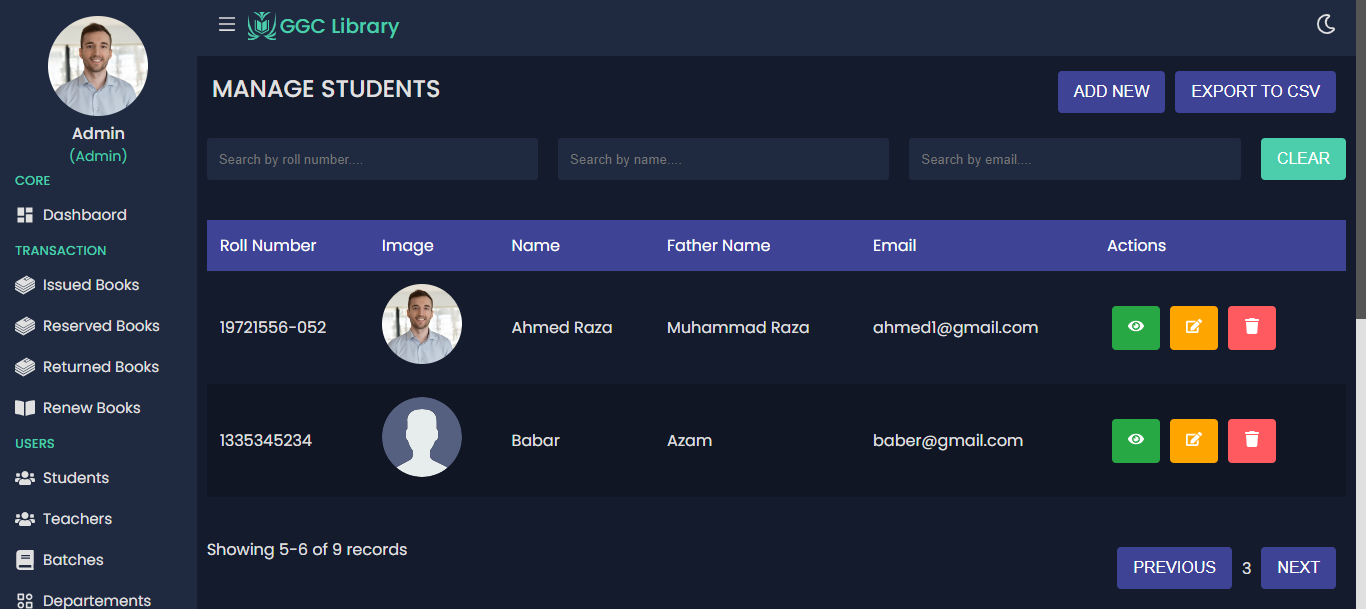 GGC Library
Admin
(Admin)
CORE
Dashbaord
TRANSACTION
Issued Books
Reserved Books
Returned Books
Renew Books
USERS
Students
Teachers
Batches
Departements
MANAGE STUDENTS
ADD NEW
EXPORT TO CSV
Search by roll number....
Search by name....
Search by email....
CLEAR
Roll Number Image Name Father Name Email Actions
19721556-052 Ahmed Raza Muhammad Raza ahmed1@gmail.com
1335345234 Babar Azam baber@gmail.com
Showing 5-6 of 9 records
PREVIOUS 3 NEXT